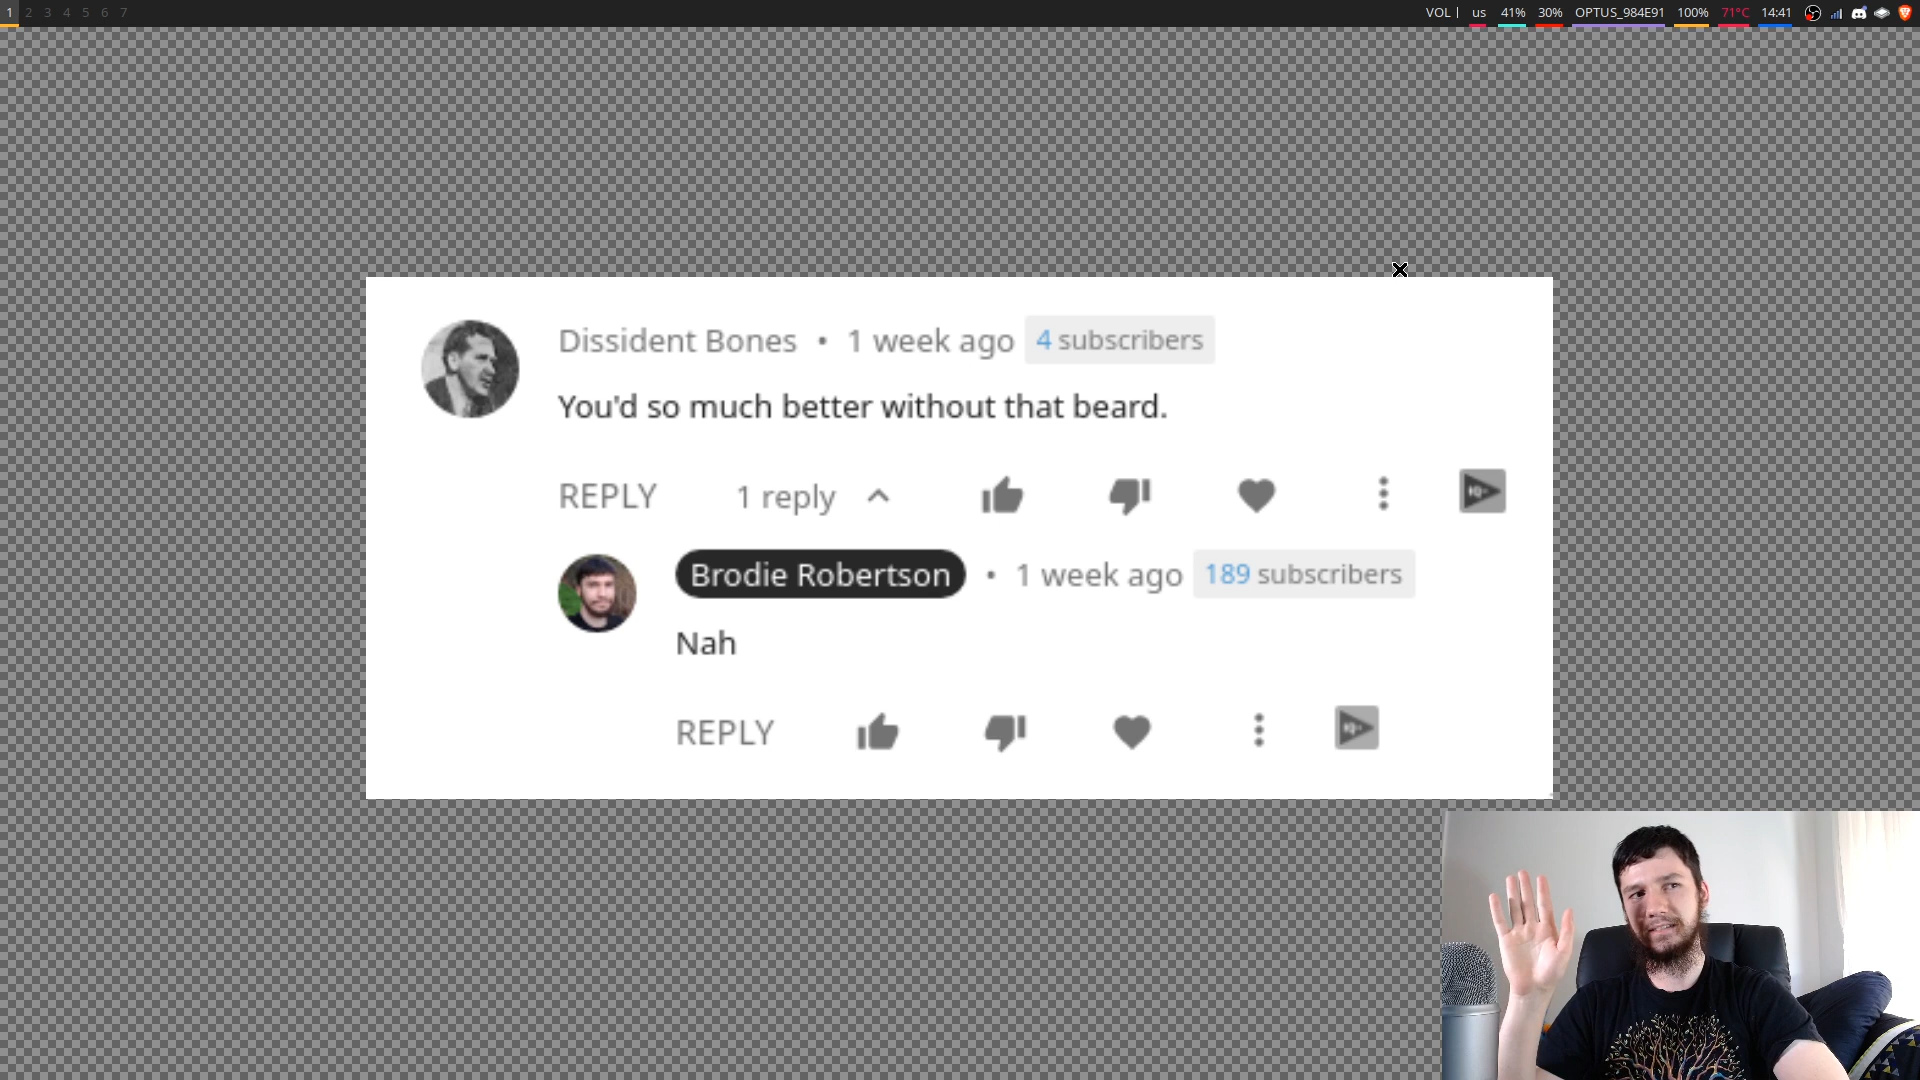 1 2 3 4 5 6 7
VOL | us 41% 30% OPTUS_984E91 100% 71°C 14:41
Dissident Bones • 1 week ago 4 subscribers
You'd so much better without that beard.
REPLY 1 reply
Brodie Robertson • 1 week ago 189 subscribers
Nah
REPLY